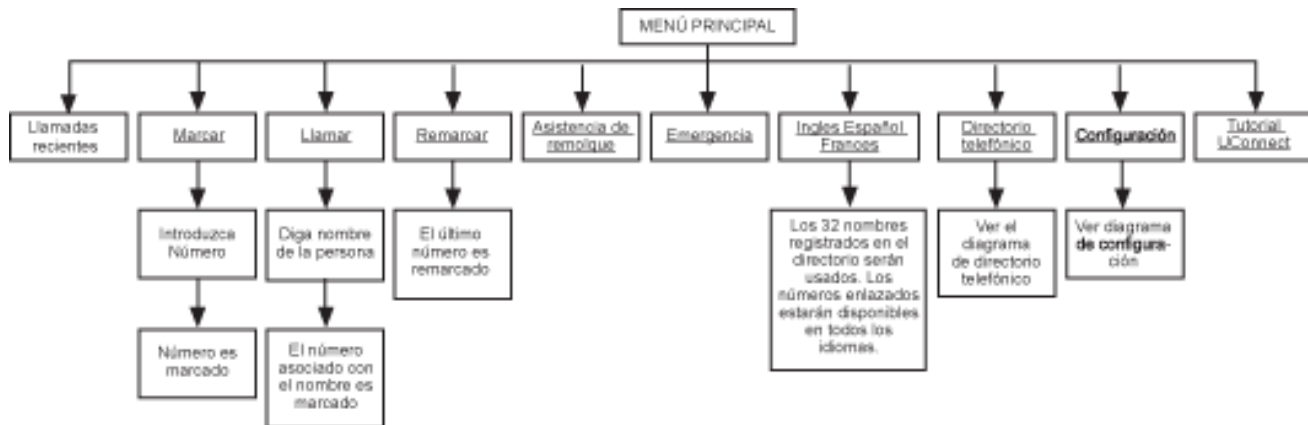 MENÚ PRINCIPAL
Llamadas
recientes
Marcar
Llamar
Remarcar
Asistencia de
remolque
Emergencia
Ingles Español
Frances
Directorio
telefónico
Configuración
Tutorial
UConnect
Introduzca
Número
Diga nombre
de la persona
El último
número es
remarcado
Los 32 nombres
registrados en el
directorio serán
usados. Los
números enlazados
estarán disponibles
en todos los
idiomas.
Ver el
diagrama
de directorio
telefónico
Ver diagrama
de configura-
ción
Número es
marcado
El número
asociado con
el nombre es
marcado